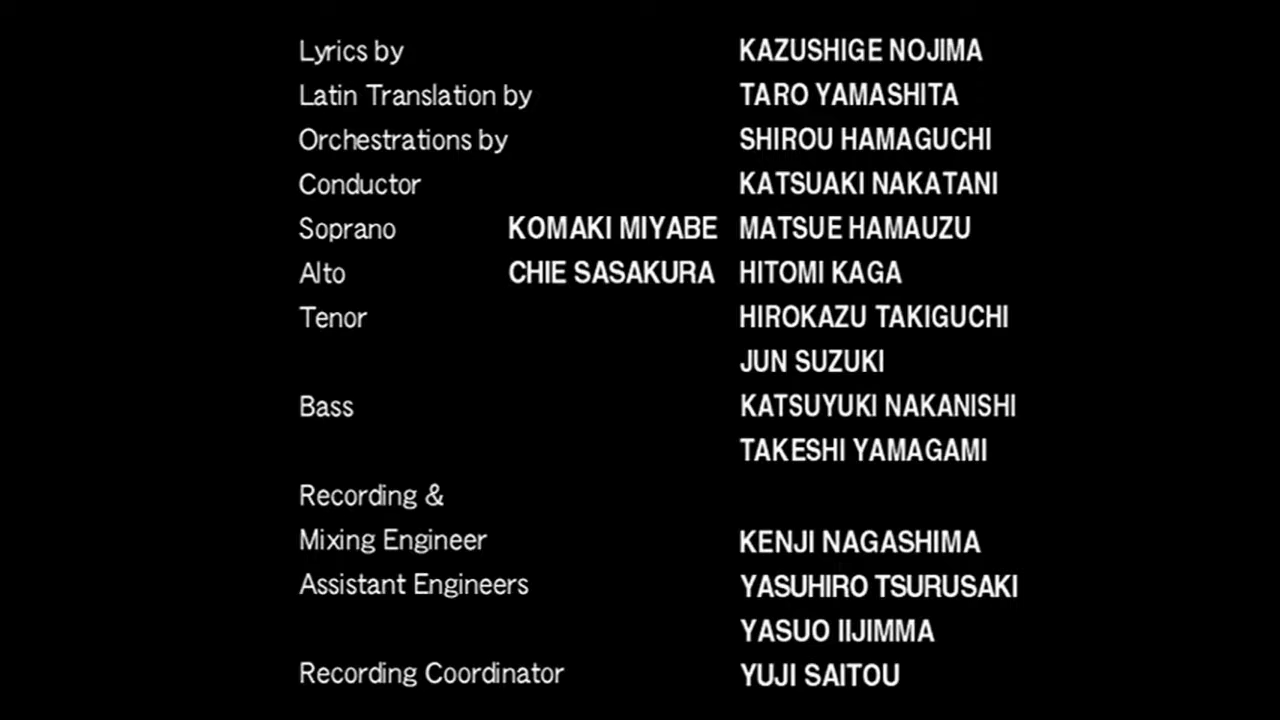 Lyrics by KAZUSHIGE NOJIMA
Latin Translation by TARO YAMASHITA
Orchestrations by SHIROU HAMAGUCHI
Conductor KATSUAKI NAKATANI
Soprano KOMAKI MIYABE MATSUE HAMAUZU
Alto CHIE SASAKURA HITOMI KAGA
Tenor HIROKAZU TAKIGUCHI
JUN SUZUKI
Bass KATSUYUKI NAKANISHI
TAKESHI YAMAGAMI
Recording &
Mixing Engineer KENJI NAGASHIMA
Assistant Engineers YASUHIRO TSURUSAKI
YASUO IIJIMMA
Recording Coordinator YUJI SAITOU